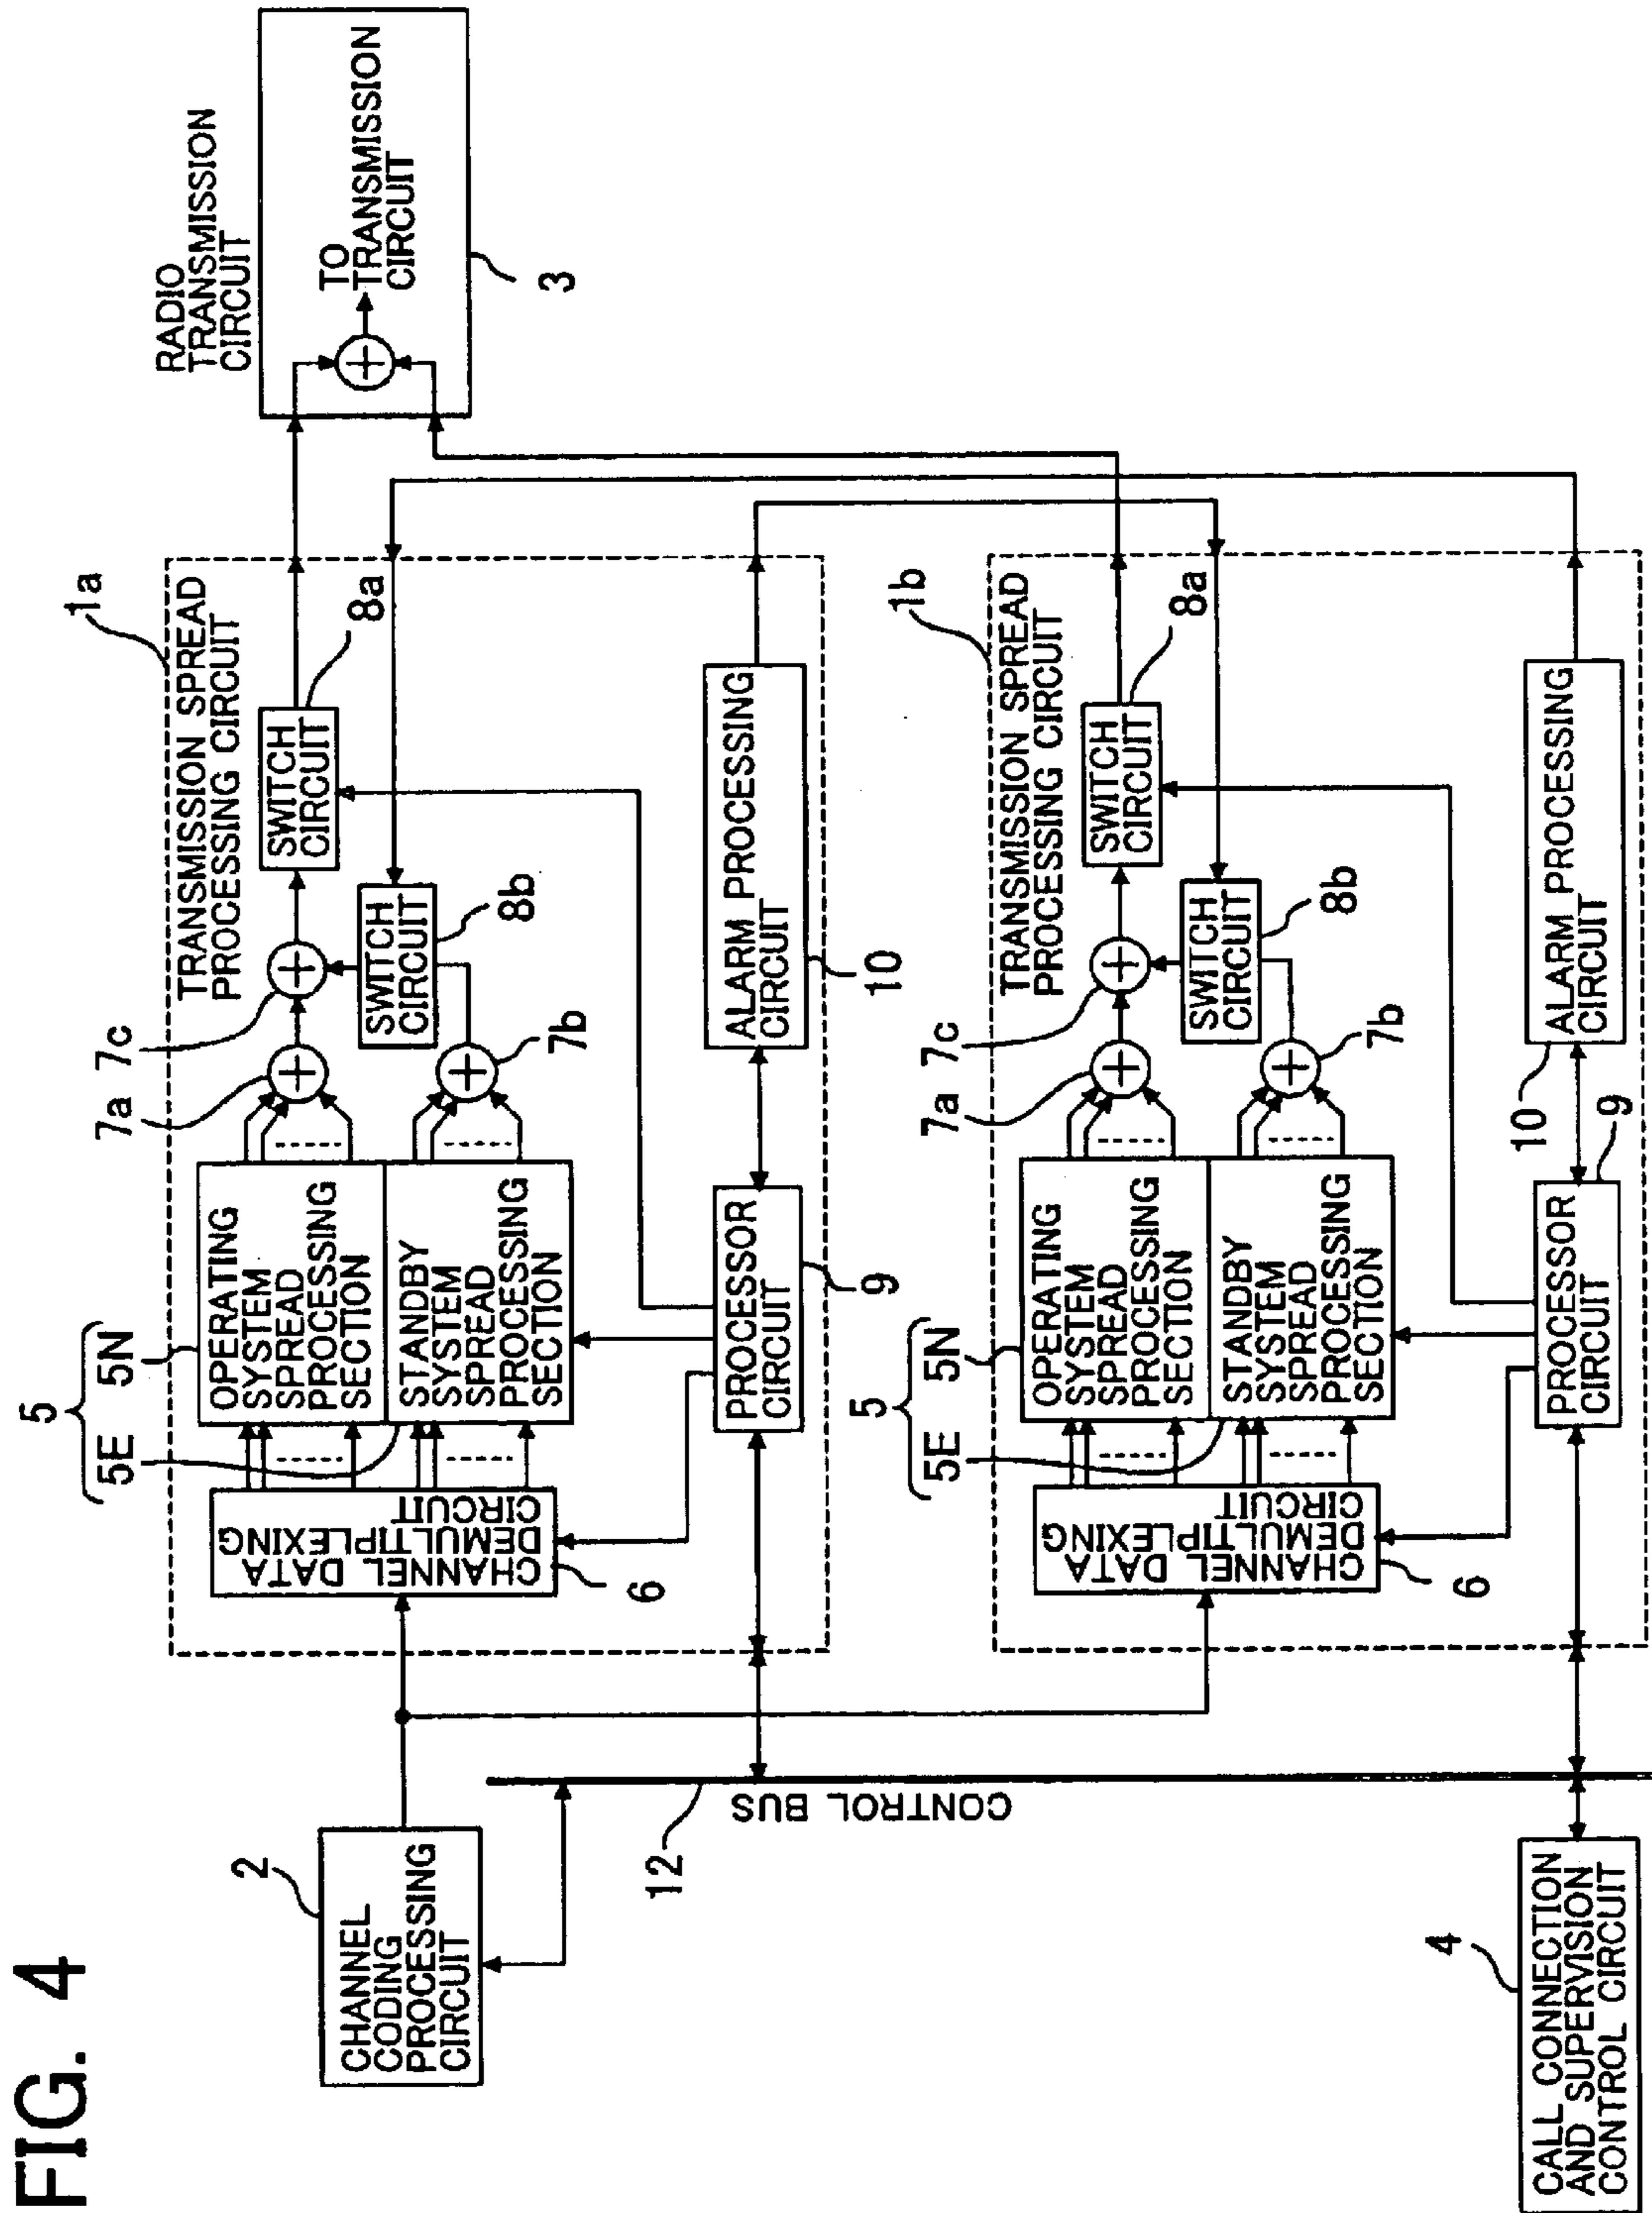 FIG. 4
2
CHANNEL
CODING
PROCESSING
CIRCUIT
12
CONTROL BUS
4
CALL CONNECTION
AND SUPERVISION
CONTROL CIRCUIT
1a
TRANSMISSION SPREAD
PROCESSING CIRCUIT
5
5E
5N
7a
7c
CHANNEL DATA
DEMULTIPLEXING
CIRCUIT
6
OPERATING
SYSTEM
SPREAD
PROCESSING
SECTION
STANDBY
SYSTEM
SPREAD
PROCESSING
SECTION
7b
SWITCH
CIRCUIT
8b
SWITCH
CIRCUIT
8a
PROCESSOR
CIRCUIT
9
ALARM PROCESSING
CIRCUIT
10
RADIO
TRANSMISSION
CIRCUIT
TO
TRANSMISSION
CIRCUIT
3
1b
TRANSMISSION SPREAD
PROCESSING CIRCUIT
5
5E
5N
7a
7c
CHANNEL DATA
DEMULTIPLEXING
CIRCUIT
6
OPERATING
SYSTEM
SPREAD
PROCESSING
SECTION
STANDBY
SYSTEM
SPREAD
PROCESSING
SECTION
7b
SWITCH
CIRCUIT
8b
SWITCH
CIRCUIT
8a
PROCESSOR
CIRCUIT
9
10
ALARM PROCESSING
CIRCUIT